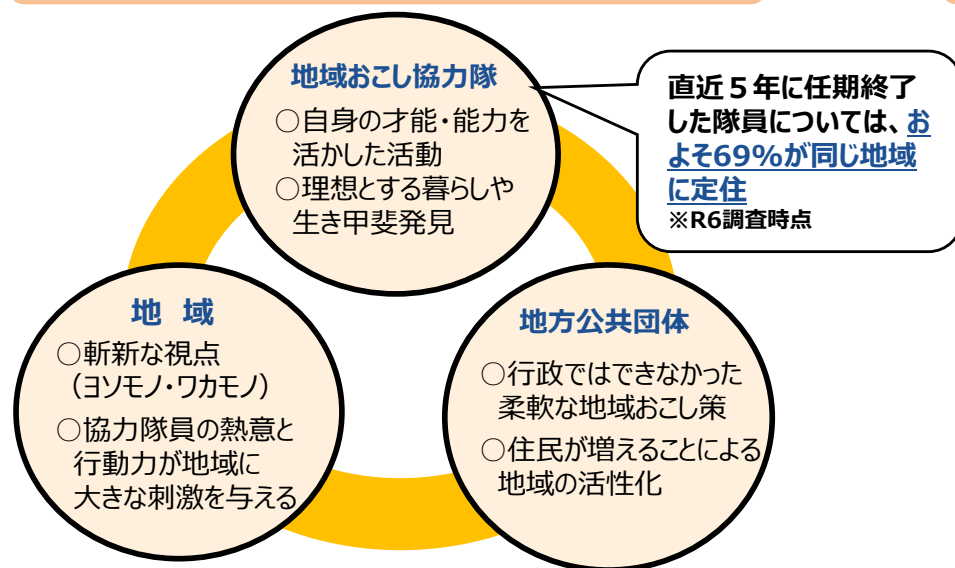 地域おこし協力隊
○自身の才能・能力を
活かした活動
○理想とする暮らしや
生き甲斐発見
直近５年に任期終了
した隊員については、お
よそ69%が同じ地域
に定住
※R6調査時点
地　域
○斬新な視点
（ヨソモノ・ワカモノ）
○協力隊員の熱意と
行動力が地域に
大きな刺激を与える
地方公共団体
○行政ではできなかった
柔軟な地域おこし策
○住民が増えることによる
地域の活性化